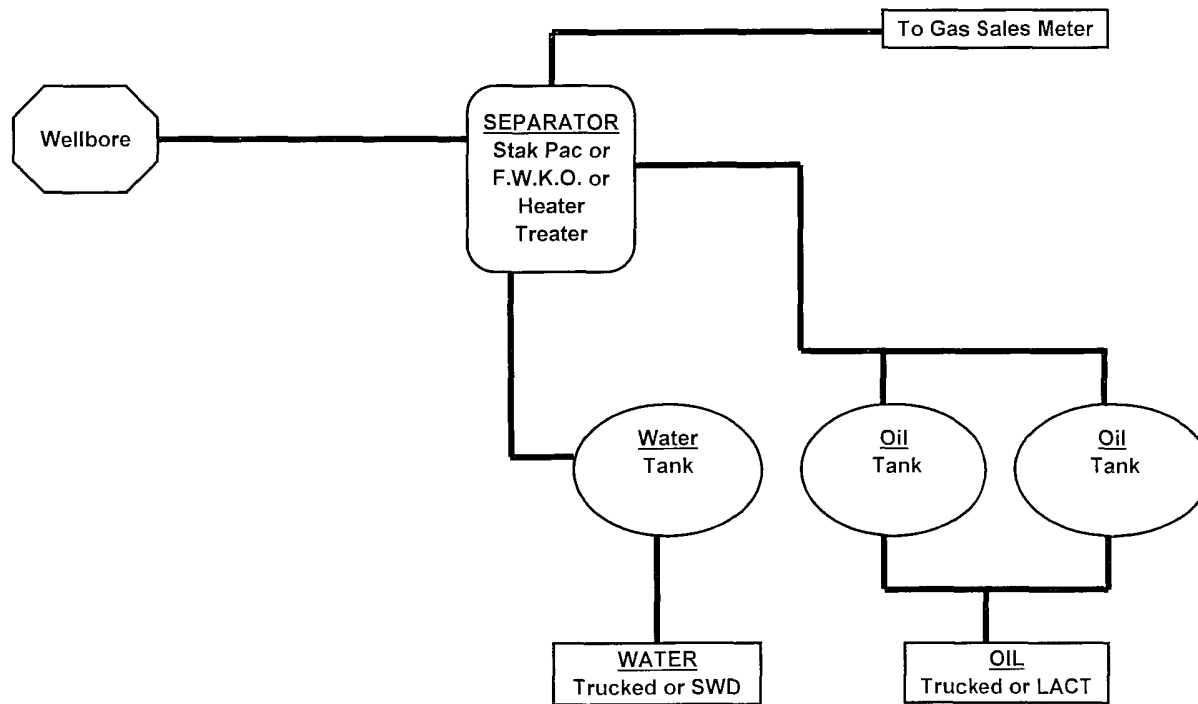 To Gas Sales Meter
Wellbore
SEPARATOR
Stak Pac or
F.W.K.O. or
Heater
Treater
Water
Tank
Oil
Tank
Oil
Tank
WATER
Trucked or SWD
OIL
Trucked or LACT